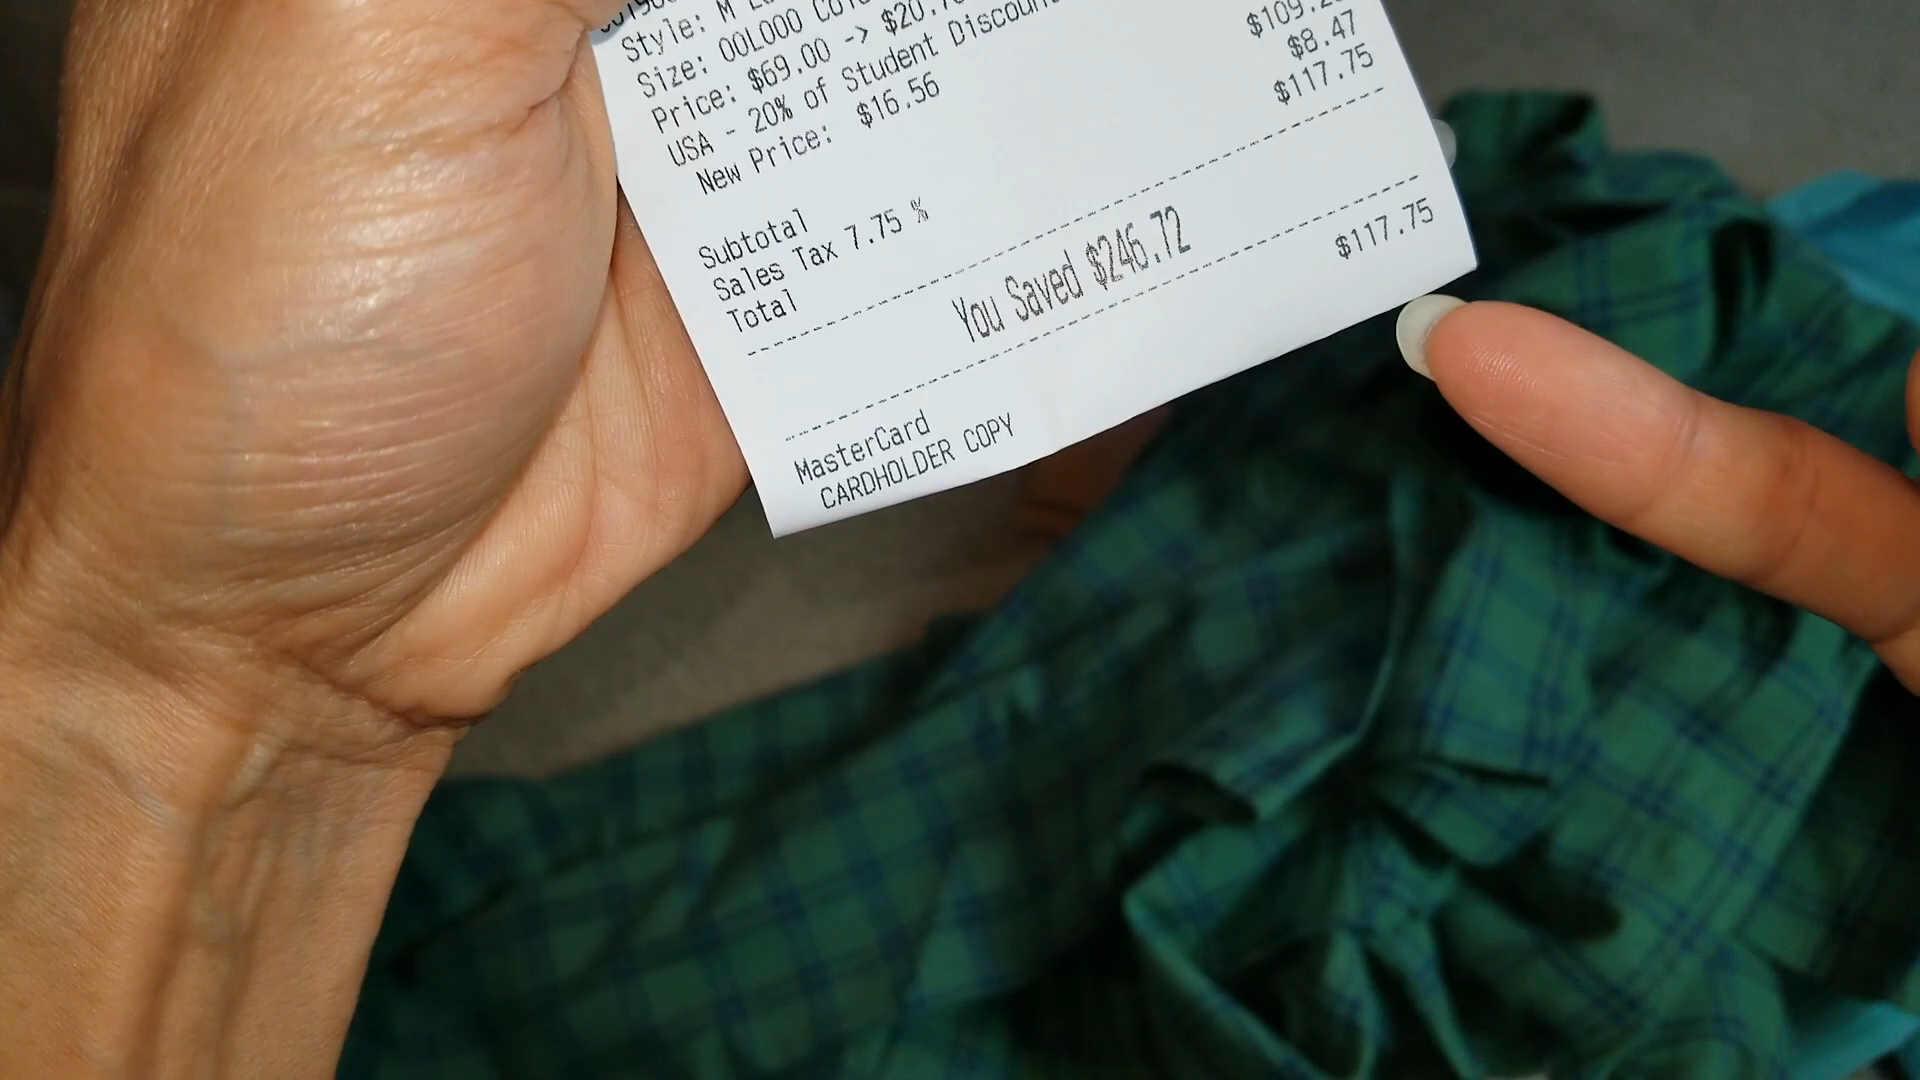 Style: M
Size: 00L000
Price: $69.00 ->
USA - 20% of Student Discount
New Price: $16.56
Subtotal
Sales Tax 7.75 % $8.47
Total $117.75
You Saved $246.72
MasterCard $117.75
CARDHOLDER COPY